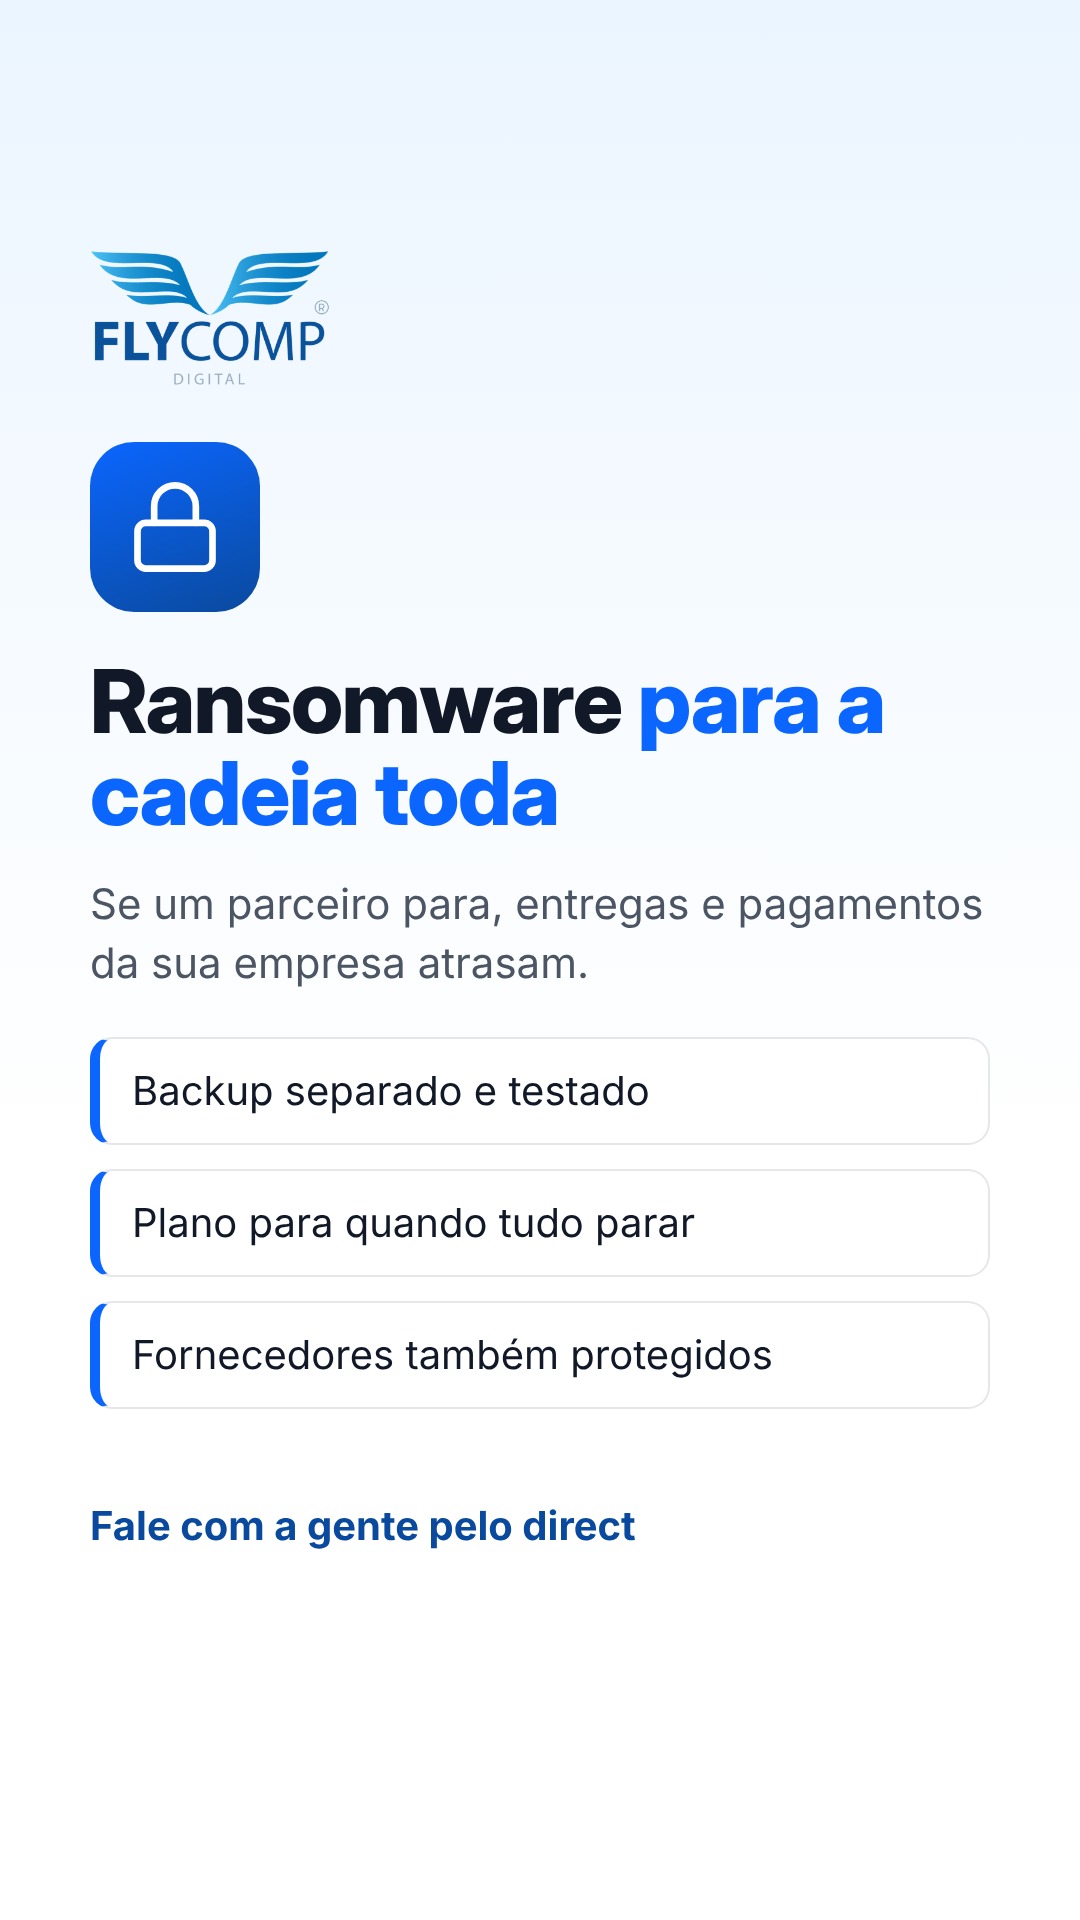 FLYCOMP®
DIGITAL
Ransomware para a
cadeia toda
Se um parceiro para, entregas e pagamentos
da sua empresa atrasam.
Backup separado e testado
Plano para quando tudo parar
Fornecedores também protegidos
Fale com a gente pelo direct